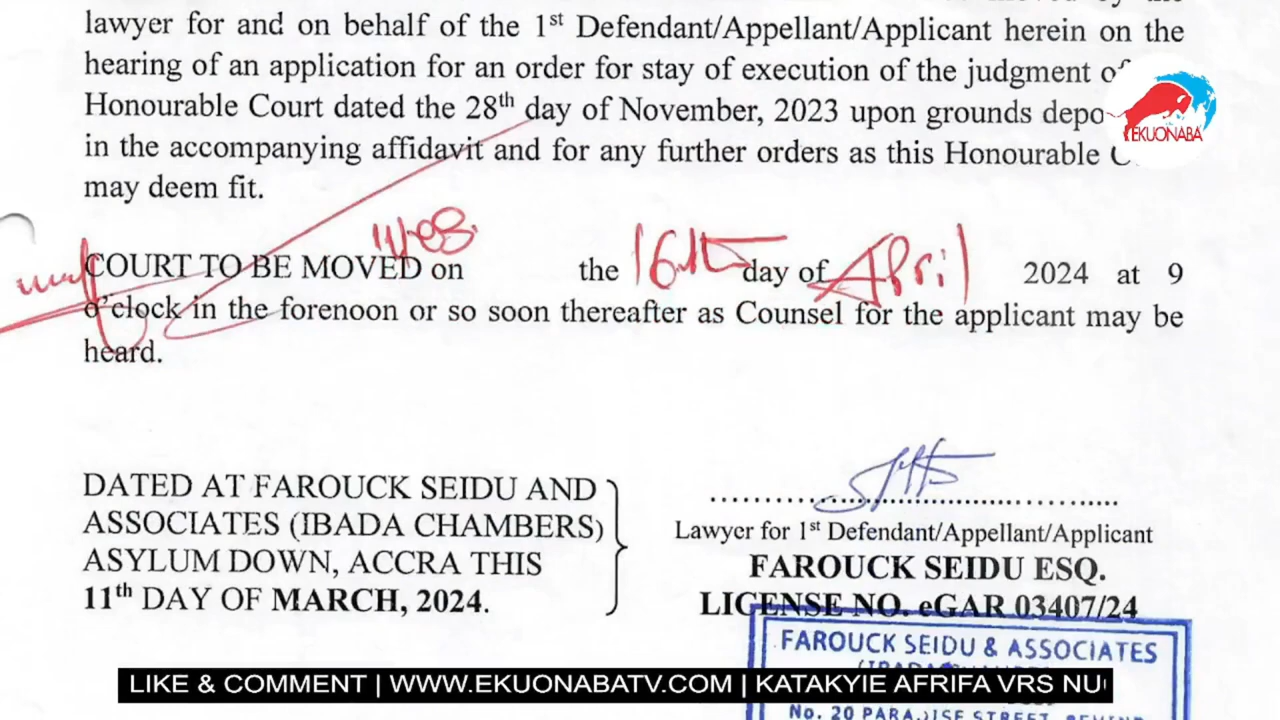 lawyer for and on behalf of the 1st Defendant/Appellant/Applicant herein on the
hearing of an application for an order for stay of execution of the judgment of
Honourable Court dated the 28th day of November, 2023 upon grounds depo
in the accompanying affidavit and for any further orders as this Honourable C
may deem fit.
COURT TO BE MOVED on the 16th day of April 2024 at 9
o'clock in the forenoon or so soon thereafter as Counsel for the applicant may be
heard.
DATED AT FAROUCK SEIDU AND
ASSOCIATES (IBADA CHAMBERS)
ASYLUM DOWN, ACCRA THIS
11th DAY OF MARCH, 2024.
Lawyer for 1st Defendant/Appellant/Applicant
FAROUCK SEIDU ESQ.
LICENSE NO. eGAR 03407/24
FAROUCK SEIDU & ASSOCIATES
No. 20 PARADISE STREET, BEHIND
EKUONABA
LIKE & COMMENT | WWW.EKUONABATV.COM | KATAKYIE AFRIFA VRS NU